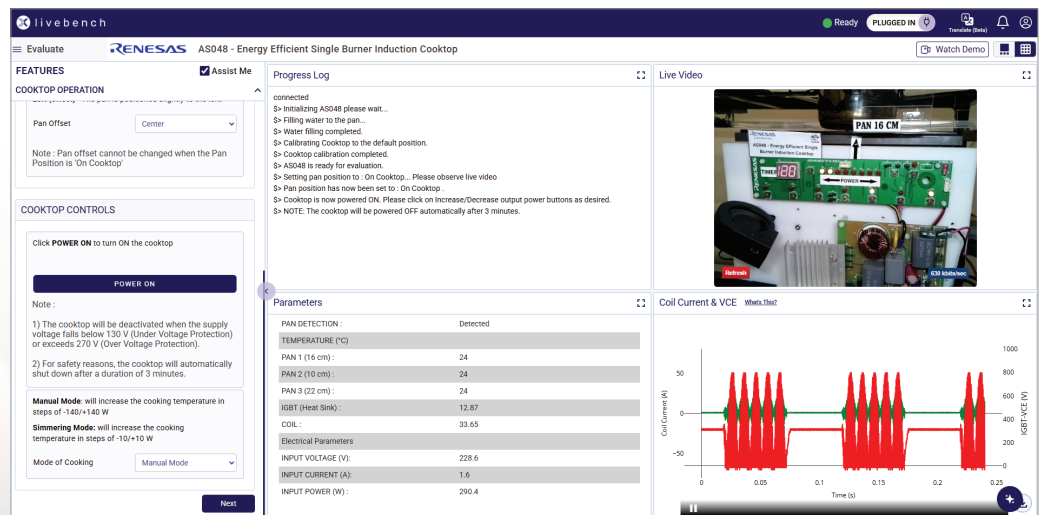 livebench
Ready
PLUGGED IN
Translate (Beta)
Evaluate
RENESAS
AS048 - Energy Efficient Single Burner Induction Cooktop
Watch Demo
FEATURES
Assist Me
COOKTOP OPERATION
Pan Offset
Center
Note : Pan offset cannot be changed when the Pan
Position is 'On Cooktop'
COOKTOP CONTROLS
Click POWER ON to turn ON the cooktop
POWER ON
Note :
1) The cooktop will be deactivated when the supply
voltage falls below 130 V (Under Voltage Protection)
or exceeds 270 V (Over Voltage Protection).
2) For safety reasons, the cooktop will automatically
shut down after a duration of 3 minutes.
Manual Mode: will increase the cooking temperature in
steps of -140/+140 W
Simmering Mode: will increase the cooking
temperature in steps of -10/+10 W
Mode of Cooking
Manual Mode
Next
Progress Log
connected
$> Initializing AS048 please wait...
$> Filling water to the pan...
$> Water filling completed.
$> Calibrating Cooktop to the default position.
$> Cooktop calibration completed.
$> AS048 is ready for evaluation.
$> Setting pan position to : On Cooktop... Please observe live video
$> Pan position has now been set to : On Cooktop .
$> Cooktop is now powered ON. Please click on Increase/Decrease output power buttons as desired.
$> NOTE: The cooktop will be powered OFF automatically after 3 minutes.
Live Video
PAN 16 CM
RENESAS
AS048 - Energy Efficient Single
Burner Induction Cooktop
TIMER
POWER
Refresh
630 kbits/sec
Parameters
PAN DETECTION : Detected
TEMPERATURE (°C)
PAN 1 (16 cm) : 24
PAN 2 (10 cm) : 24
PAN 3 (22 cm) : 24
IGBT (Heat Sink) : 12.87
COIL : 33.65
Electrical Parameters
INPUT VOLTAGE (V): 228.6
INPUT CURRENT (A): 1.6
INPUT POWER (W) : 290.4
Coil Current & VCE
What's This?
1000
800
600
400
200
0
IGBT-VCE (V)
50
0
−50
Coil Current (A)
0 0.05 0.1 0.15 0.2 0.25
Time (s)